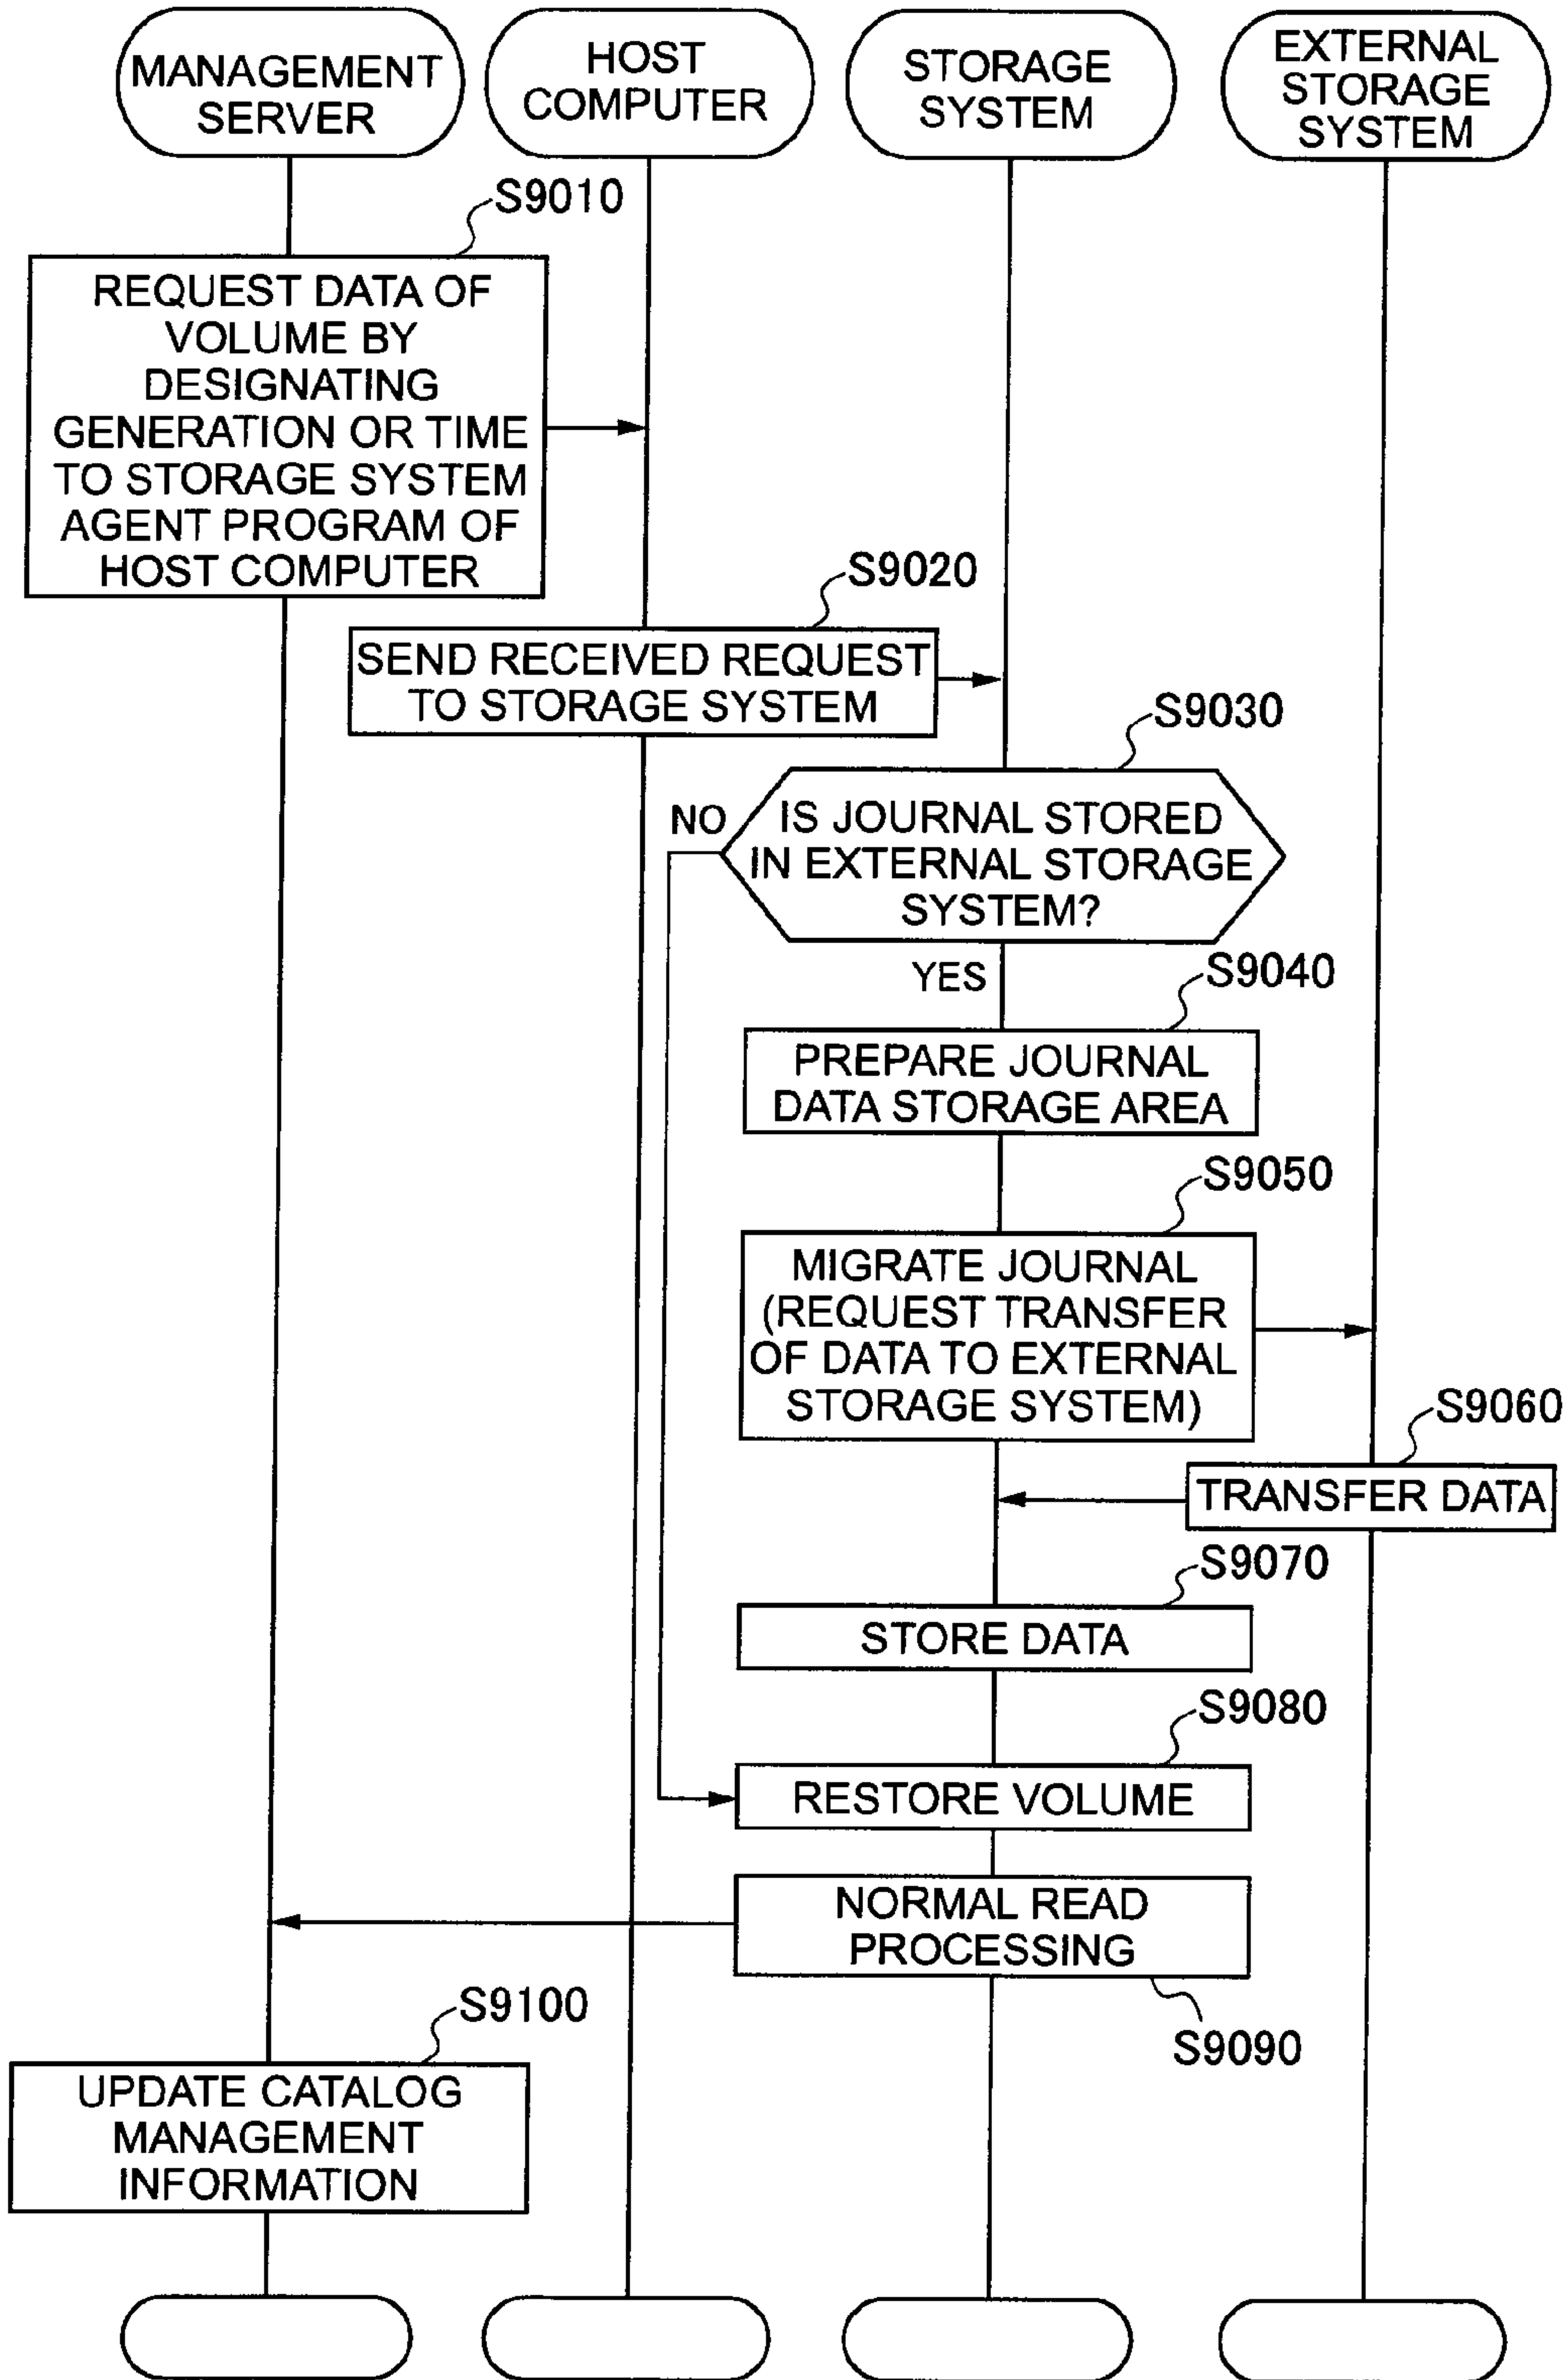 MANAGEMENT
SERVER
HOST
COMPUTER
STORAGE
SYSTEM
EXTERNAL
STORAGE
SYSTEM
S9010
REQUEST DATA OF
VOLUME BY
DESIGNATING
GENERATION OR TIME
TO STORAGE SYSTEM
AGENT PROGRAM OF
HOST COMPUTER
S9020
SEND RECEIVED REQUEST
TO STORAGE SYSTEM
S9030
NO
IS JOURNAL STORED
IN EXTERNAL STORAGE
SYSTEM?
YES
S9040
PREPARE JOURNAL
DATA STORAGE AREA
S9050
MIGRATE JOURNAL
(REQUEST TRANSFER
OF DATA TO EXTERNAL
STORAGE SYSTEM)
S9060
TRANSFER DATA
S9070
STORE DATA
S9080
RESTORE VOLUME
NORMAL READ
PROCESSING
S9090
S9100
UPDATE CATALOG
MANAGEMENT
INFORMATION